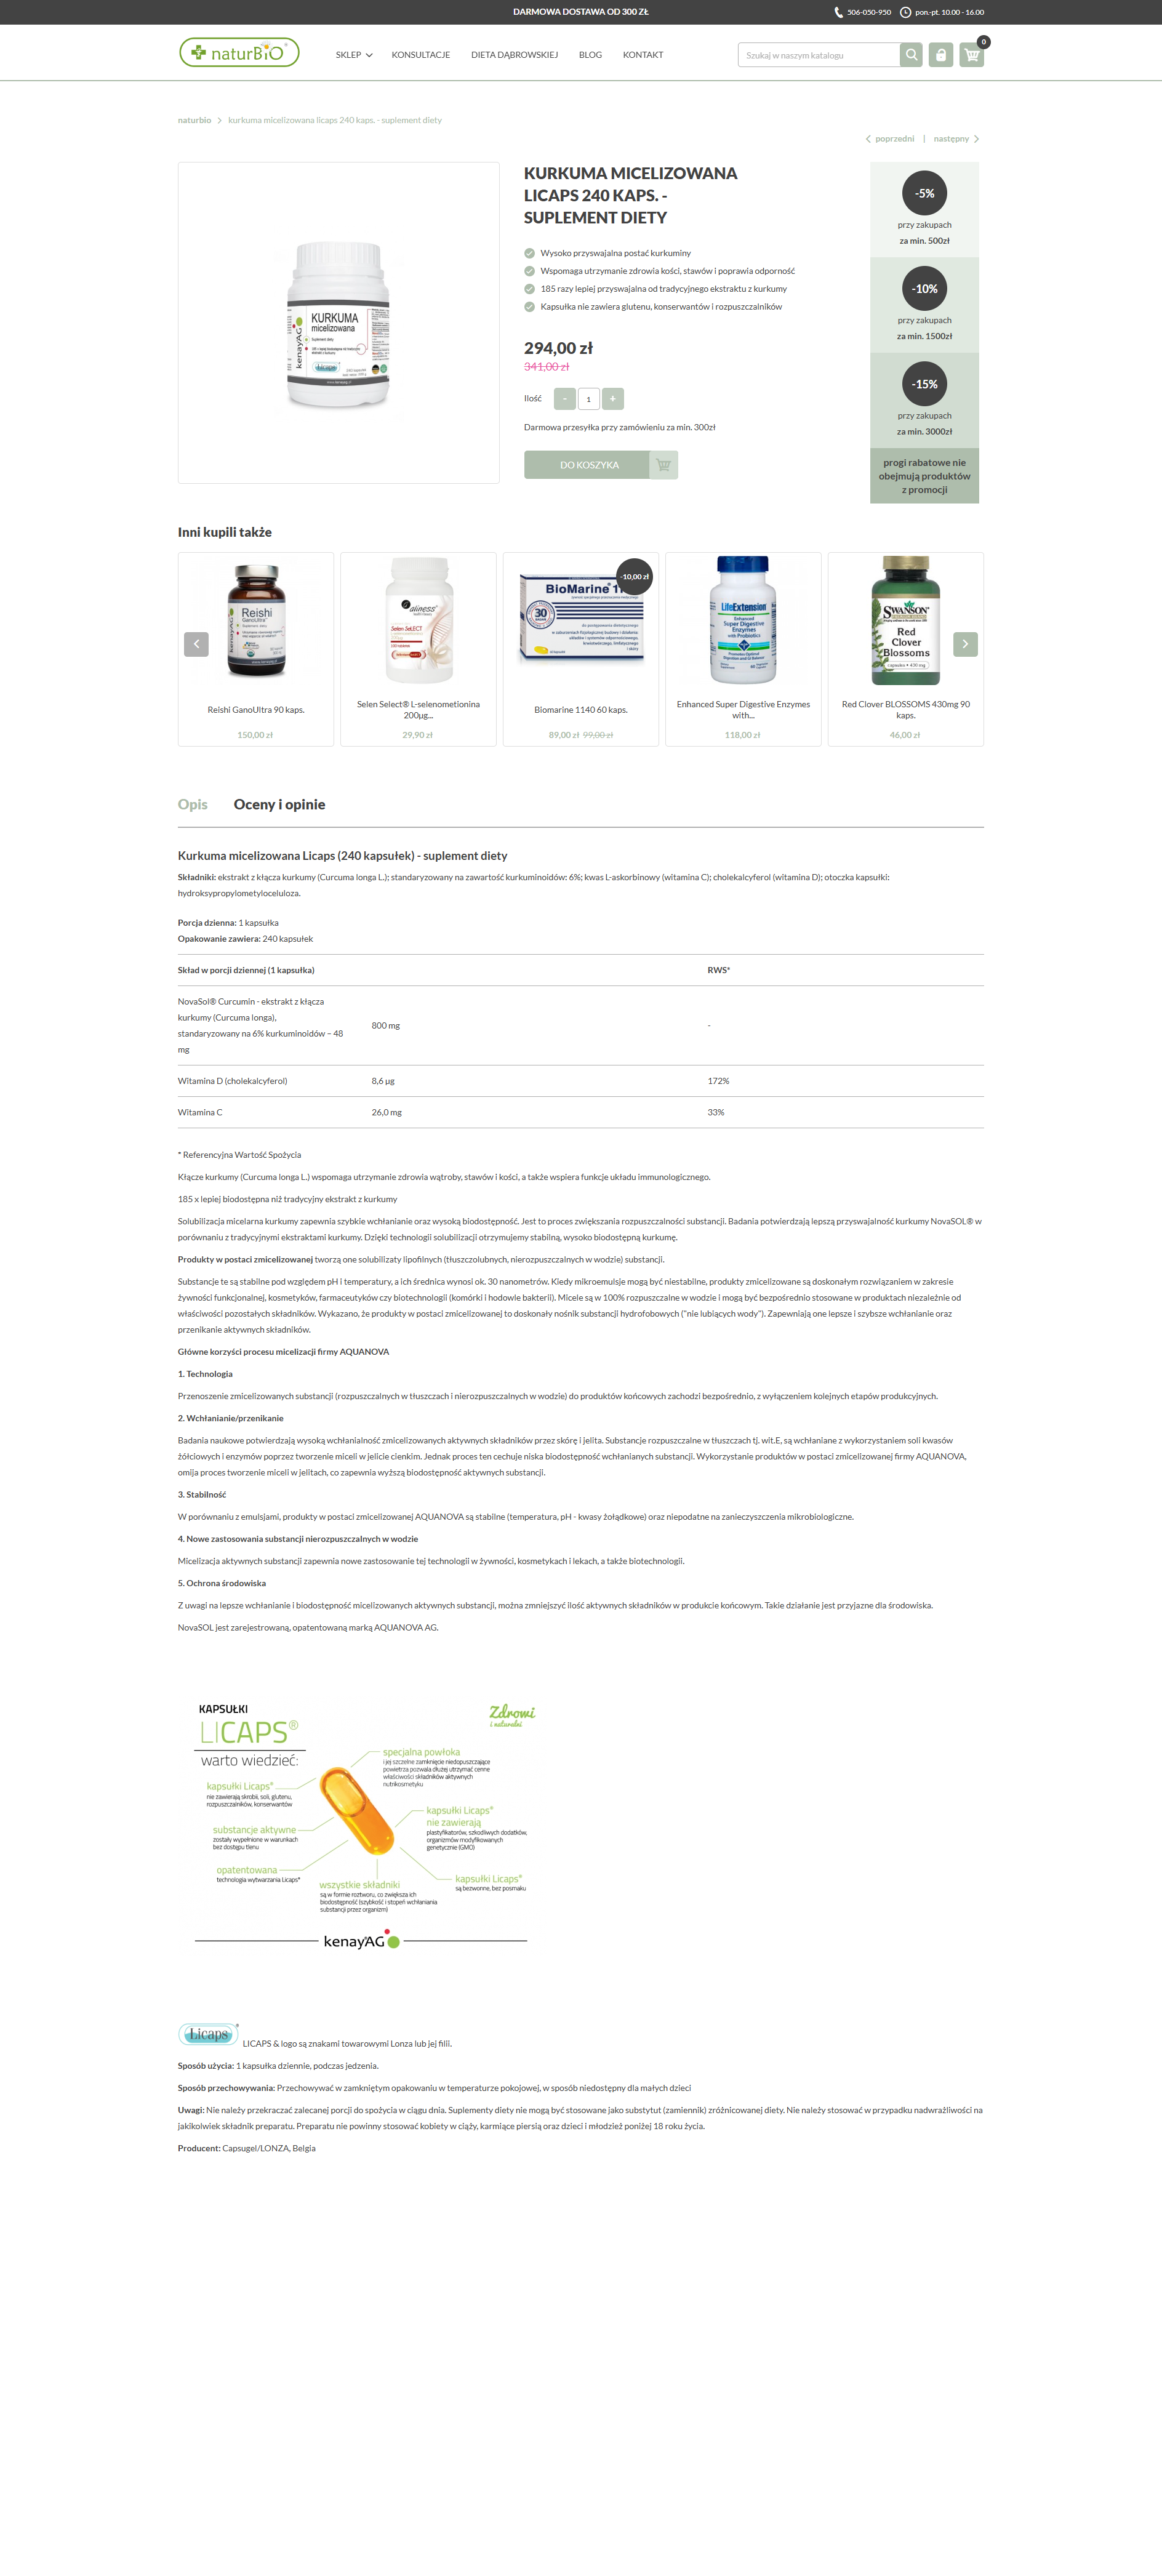 DARMOWA DOSTAWA OD 300 ZŁ
506-050-950
pon.-pt. 10.00 - 16.00
naturBiO
SKLEP
KONSULTACJE
DIETA DĄBROWSKIEJ
BLOG
KONTAKT
Szukaj w naszym katalogu
0
naturbio > kurkuma micelizowana licaps 240 kaps. - suplement diety
poprzedni | następny
KURKUMA
micelizowana
Suplement diety
kenayAG
Licaps
KURKUMA MICELIZOWANA
LICAPS 240 KAPS. -
SUPLEMENT DIETY
Wysoko przyswajalna postać kurkuminy
Wspomaga utrzymanie zdrowia kości, stawów i poprawia odporność
185 razy lepiej przyswajalna od tradycyjnego ekstraktu z kurkumy
Kapsułka nie zawiera glutenu, konserwantów i rozpuszczalników
294,00 zł
341,00 zł
Ilość - 1 +
Darmowa przesyłka przy zamówieniu za min. 300zł
DO KOSZYKA
-5%
przy zakupach
za min. 500zł
-10%
przy zakupach
za min. 1500zł
-15%
przy zakupach
za min. 3000zł
progi rabatowe nie
obejmują produktów
z promocji
Inni kupili także
Reishi
GanoUltra
Reishi GanoUltra 90 kaps.
150,00 zł
aliness
Selen SeLECT
Selen Select® L-selenometionina
200µg...
29,90 zł
-10,00 zł
BioMarine
30
Biomarine 1140 60 kaps.
89,00 zł 99,00 zł
LifeExtension
Enhanced
Super Digestive
Enzymes
with Probiotics
Enhanced Super Digestive Enzymes
with...
118,00 zł
SWANSON
Red
Clover
Blossoms
capsules • 430 mg
Red Clover BLOSSOMS 430mg 90
kaps.
46,00 zł
Opis
Oceny i opinie
Kurkuma micelizowana Licaps (240 kapsułek) - suplement diety
Składniki: ekstrakt z kłącza kurkumy (Curcuma longa L.); standaryzowany na zawartość kurkuminoidów: 6%; kwas L-askorbinowy (witamina C); cholekalcyferol (witamina D); otoczka kapsułki:
hydroksypropylometyloceluloza.
Porcja dzienna: 1 kapsułka
Opakowanie zawiera: 240 kapsułek
Skład w porcji dziennej (1 kapsułka) RWS*
NovaSol® Curcumin - ekstrakt z kłącza
kurkumy (Curcuma longa),
standaryzowany na 6% kurkuminoidów – 48
mg
800 mg -
Witamina D (cholekalcyferol) 8,6 µg 172%
Witamina C 26,0 mg 33%
* Referencyjna Wartość Spożycia
Kłącze kurkumy (Curcuma longa L.) wspomaga utrzymanie zdrowia wątroby, stawów i kości, a także wspiera funkcje układu immunologicznego.
185 x lepiej biodostępna niż tradycyjny ekstrakt z kurkumy
Solubilizacja micelarna kurkumy zapewnia szybkie wchłanianie oraz wysoką biodostępność. Jest to proces zwiększania rozpuszczalności substancji. Badania potwierdzają lepszą przyswajalność kurkumy NovaSOL® w
porównaniu z tradycyjnymi ekstraktami kurkumy. Dzięki technologii solubilizacji otrzymujemy stabilną, wysoko biodostępną kurkumę.
Produkty w postaci zmicelizowanej tworzą one solubilizaty lipofilnych (tłuszczolubnych, nierozpuszczalnych w wodzie) substancji.
Substancje te są stabilne pod względem pH i temperatury, a ich średnica wynosi ok. 30 nanometrów. Kiedy mikroemulsje mogą być niestabilne, produkty zmicelizowane są doskonałym rozwiązaniem w zakresie
żywności funkcjonalnej, kosmetyków, farmaceutyków czy biotechnologii (komórki i hodowle bakterii). Micele są w 100% rozpuszczalne w wodzie i mogą być bezpośrednio stosowane w produktach niezależnie od
właściwości pozostałych składników. Wykazano, że produkty w postaci zmicelizowanej to doskonały nośnik substancji hydrofobowych ("nie lubiących wody"). Zapewniają one lepsze i szybsze wchłanianie oraz
przenikanie aktywnych składników.
Główne korzyści procesu micelizacji firmy AQUANOVA
1. Technologia
Przenoszenie zmicelizowanych substancji (rozpuszczalnych w tłuszczach i nierozpuszczalnych w wodzie) do produktów końcowych zachodzi bezpośrednio, z wyłączeniem kolejnych etapów produkcyjnych.
2. Wchłanianie/przenikanie
Badania naukowe potwierdzają wysoką wchłanialność zmicelizowanych aktywnych składników przez skórę i jelita. Substancje rozpuszczalne w tłuszczach tj. wit.E, są wchłaniane z wykorzystaniem soli kwasów
żółciowych i enzymów poprzez tworzenie miceli w jelicie cienkim. Jednak proces ten cechuje niska biodostępność wchłanianych substancji. Wykorzystanie produktów w postaci zmicelizowanej firmy AQUANOVA,
omija proces tworzenie miceli w jelitach, co zapewnia wyższą biodostępność aktywnych substancji.
3. Stabilność
W porównaniu z emulsjami, produkty w postaci zmicelizowanej AQUANOVA są stabilne (temperatura, pH - kwasy żołądkowe) oraz niepodatne na zanieczyszczenia mikrobiologiczne.
4. Nowe zastosowania substancji nierozpuszczalnych w wodzie
Micelizacja aktywnych substancji zapewnia nowe zastosowanie tej technologii w żywności, kosmetykach i lekach, a także biotechnologii.
5. Ochrona środowiska
Z uwagi na lepsze wchłanianie i biodostępność micelizowanych aktywnych substancji, można zmniejszyć ilość aktywnych składników w produkcie końcowym. Takie działanie jest przyjazne dla środowiska.
NovaSOL jest zarejestrowaną, opatentowaną marką AQUANOVA AG.
KAPSUŁKI
LICAPS®
warto wiedzieć:
Zdrowi
i naturalni
specjalna powłoka
i jej szczelne zamknięcie niedopuszczające
powietrza pozwala dłużej utrzymać cenne
właściwości składników aktywnych
nutrikosmetyku
kapsułki Licaps®
nie zawierają skrobii, soli, glutenu,
rozpuszczalników, konserwantów
kapsułki Licaps®
nie zawierają
plastyfikatorów, szkodliwych dodatków,
organizmów modyfikowanych
genetycznie (GMO)
substancje aktywne
zostały wypełnione w warunkach
bez dostępu tlenu
opatentowana
technologia wytwarzania Licaps®
kapsułki Licaps®
są bezwonne, bez posmaku
wszystkie składniki
są w formie roztworu, co zwiększa ich
biodostępność (szybkość i stopień wchłaniania
substancji przez organizm)
kenayAG
Licaps
LICAPS & logo są znakami towarowymi Lonza lub jej filii.
Sposób użycia: 1 kapsułka dziennie, podczas jedzenia.
Sposób przechowywania: Przechowywać w zamkniętym opakowaniu w temperaturze pokojowej, w sposób niedostępny dla małych dzieci
Uwagi: Nie należy przekraczać zalecanej porcji do spożycia w ciągu dnia. Suplementy diety nie mogą być stosowane jako substytut (zamiennik) zróżnicowanej diety. Nie należy stosować w przypadku nadwrażliwości na
jakikolwiek składnik preparatu. Preparatu nie powinny stosować kobiety w ciąży, karmiące piersią oraz dzieci i młodzież poniżej 18 roku życia.
Producent: Capsugel/LONZA, Belgia